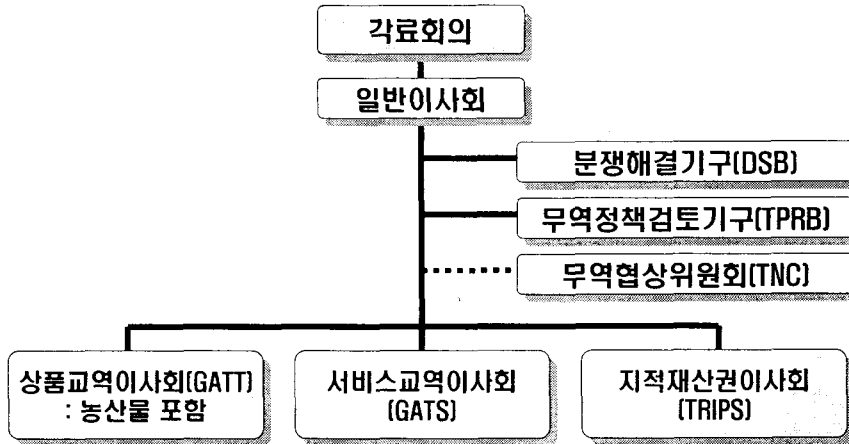 각료회의
일반이사회
분쟁해결기구(DSB)
무역정책검토기구(TPRB)
무역협상위원회(TNC)
상품교역이사회(GATT)
: 농산물 포함
서비스교역이사회
(GATS)
지적재산권이사회
(TRIPS)